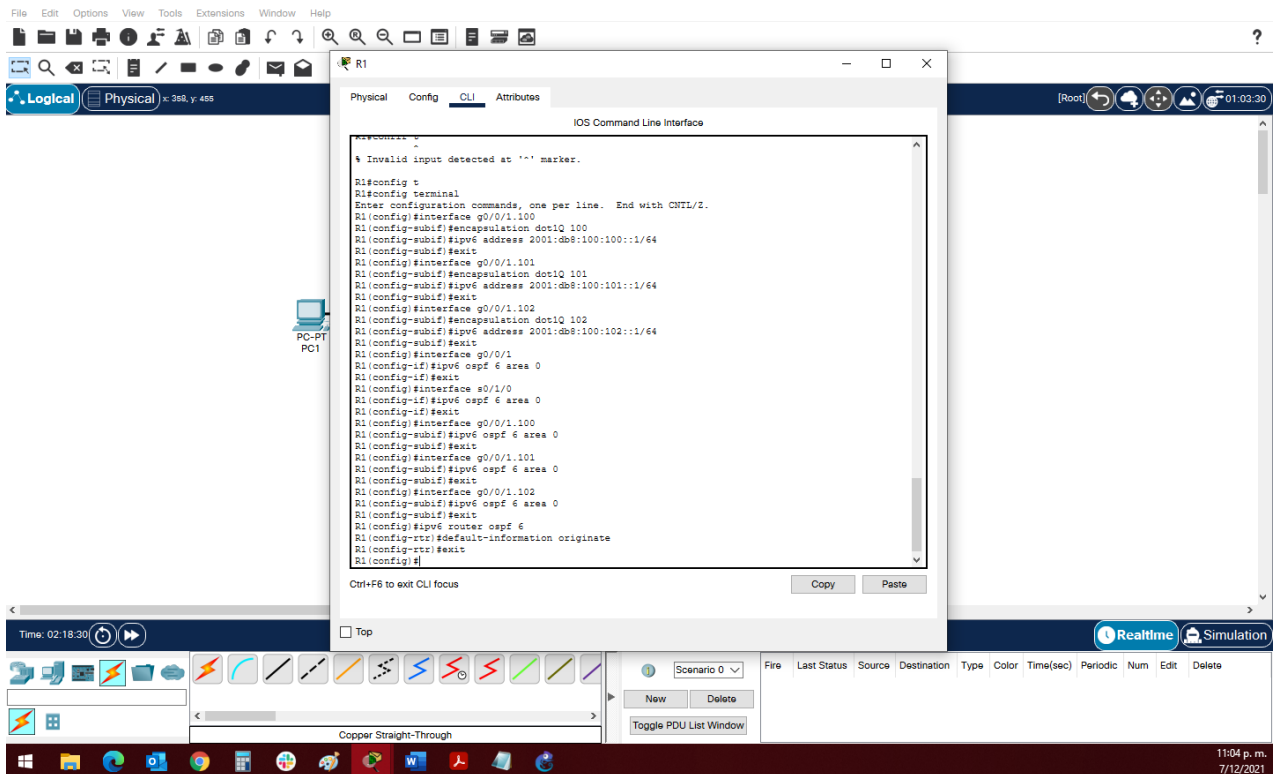 File Edit Options View Tools Extensions Window Help
?
R1
Logical Physical x: 359, y: 455
[Root] 01:03:30
Physical Config CLI Attributes
IOS Command Line Interface
^
% Invalid input detected at '^' marker.
R1#config t
R1#config terminal
Enter configuration commands, one per line. End with CNTL/Z.
R1(config)#interface g0/0/1.100
R1(config-subif)#encapsulation dot1Q 100
R1(config-subif)#ipv6 address 2001:db8:100:100::1/64
R1(config-subif)#exit
R1(config)#interface g0/0/1.101
R1(config-subif)#encapsulation dot1Q 101
R1(config-subif)#ipv6 address 2001:db8:100:101::1/64
R1(config-subif)#exit
R1(config)#interface g0/0/1.102
R1(config-subif)#encapsulation dot1Q 102
R1(config-subif)#ipv6 address 2001:db8:100:102::1/64
R1(config-subif)#exit
R1(config)#interface g0/0/1
R1(config-if)#ipv6 ospf 6 area 0
R1(config-if)#exit
R1(config)#interface s0/1/0
R1(config-if)#ipv6 ospf 6 area 0
R1(config-if)#exit
R1(config)#interface g0/0/1.100
R1(config-subif)#ipv6 ospf 6 area 0
R1(config-subif)#exit
R1(config)#interface g0/0/1.101
R1(config-subif)#ipv6 ospf 6 area 0
R1(config-subif)#exit
R1(config)#interface g0/0/1.102
R1(config-subif)#ipv6 ospf 6 area 0
R1(config-subif)#exit
R1(config)#ipv6 router ospf 6
R1(config-rtr)#default-information originate
R1(config-rtr)#exit
R1(config)#
PC-PT
PC1
Ctrl+F6 to exit CLI focus
Copy Paste
Top
Time: 02:18:30
Realtime Simulation
Scenario 0
Fire Last Status Source Destination Type Color Time(sec) Periodic Num Edit Delete
New Delete
Toggle PDU List Window
Copper Straight-Through
11:04 p. m.
7/12/2021